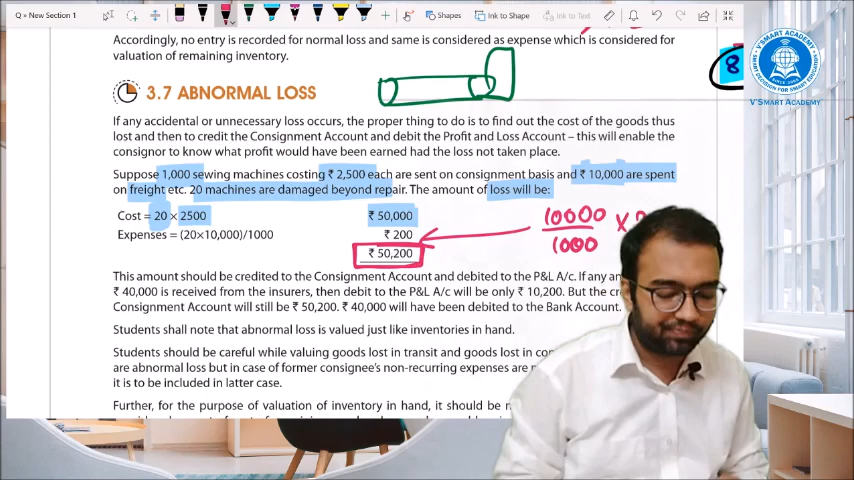 Q » New Section 1
Shapes
Ink to Shape
Ink to Text
Accordingly, no entry is recorded for normal loss and same is considered as expense which is considered for
valuation of remaining inventory.
8
V'SMART ACADEMY
SMART DECISION FOR SMART EDUCATION
V'Smart Academy
3.7 ABNORMAL LOSS
If any accidental or unnecessary loss occurs, the proper thing to do is to find out the cost of the goods thus
lost and then to credit the Consignment Account and debit the Profit and Loss Account – this will enable the
consignor to know what profit would have been earned had the loss not taken place.
Suppose 1,000 sewing machines costing ₹ 2,500 each are sent on consignment basis and ₹ 10,000 are spent
on freight etc. 20 machines are damaged beyond repair. The amount of loss will be:
Cost = 20 × 2500 ₹ 50,000
Expenses = (20×10,000)/1000 ₹ 200
₹ 50,200
10000
1000
×
This amount should be credited to the Consignment Account and debited to the P&L A/c. If any
₹ 40,000 is received from the insurers, then debit to the P&L A/c will be only ₹ 10,200. But the
Consignment Account will still be ₹ 50,200. ₹ 40,000 will have been debited to the Bank Account.
Students shall note that abnormal loss is valued just like inventories in hand.
Students should be careful while valuing goods lost in transit and goods lost in
are abnormal loss but in case of former consignee's non-recurring expenses are
it is to be included in latter case.
Further, for the purpose of valuation of inventory in hand, it should be